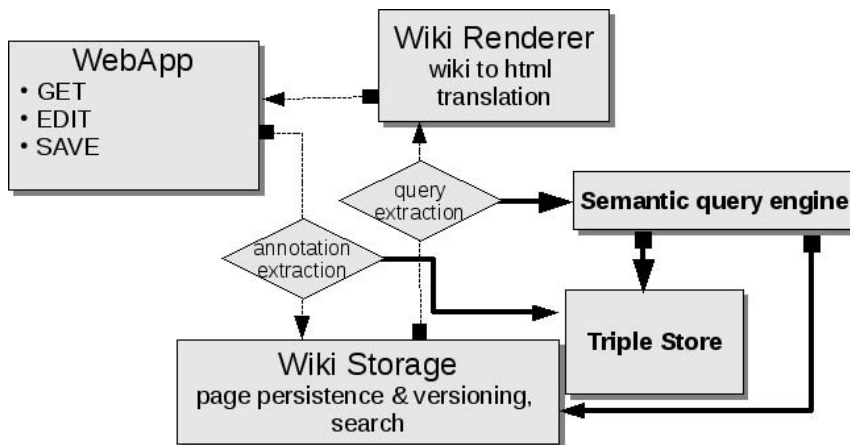 WebApp
• GET
• EDIT
• SAVE
Wiki Renderer
wiki to html
translation
query
extraction
Semantic query engine
annotation
extraction
Triple Store
Wiki Storage
page persistence & versioning,
search